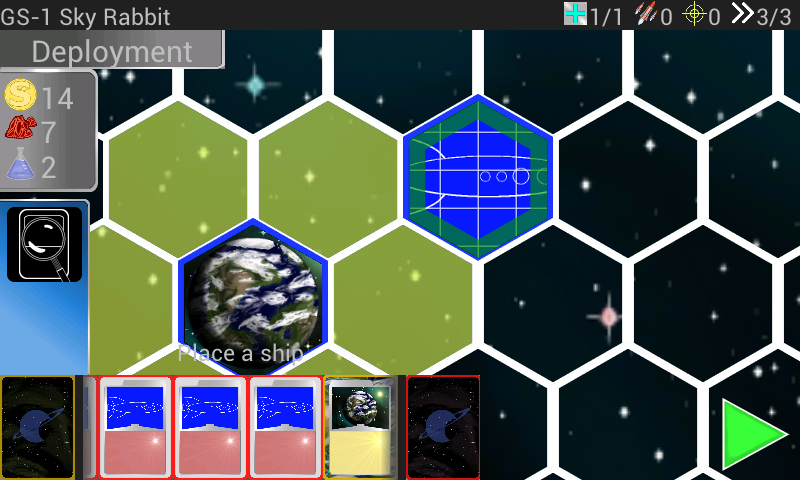 GS-1 Sky Rabbit
1/1 0 0 3/3
Deployment
14
7
2
Place a ship